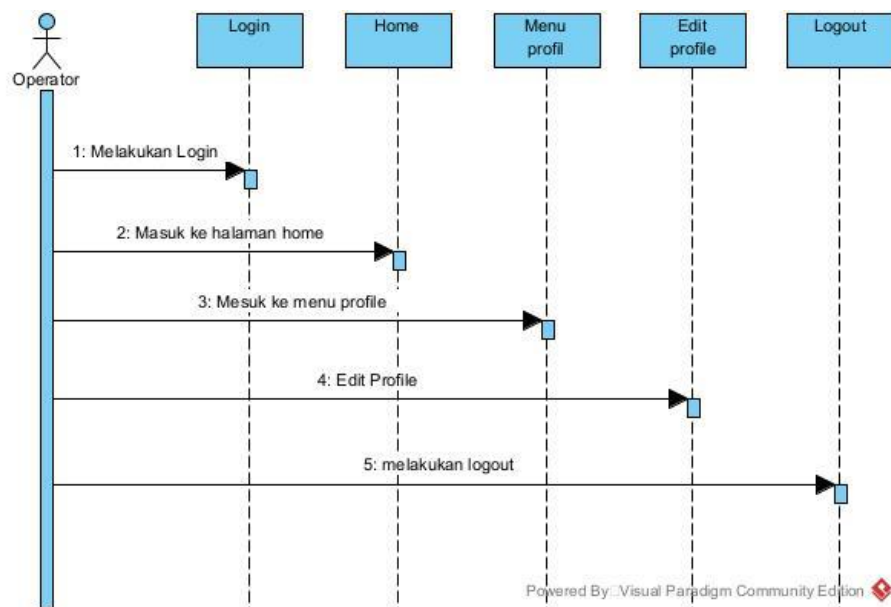 Login
Home
Menu
profil
Edit
profile
Logout
Operator
1: Melakukan Login
2: Masuk ke halaman home
3: Mesuk ke menu profile
4: Edit Profile
5: melakukan logout
Powered By Visual Paradigm Community Edition